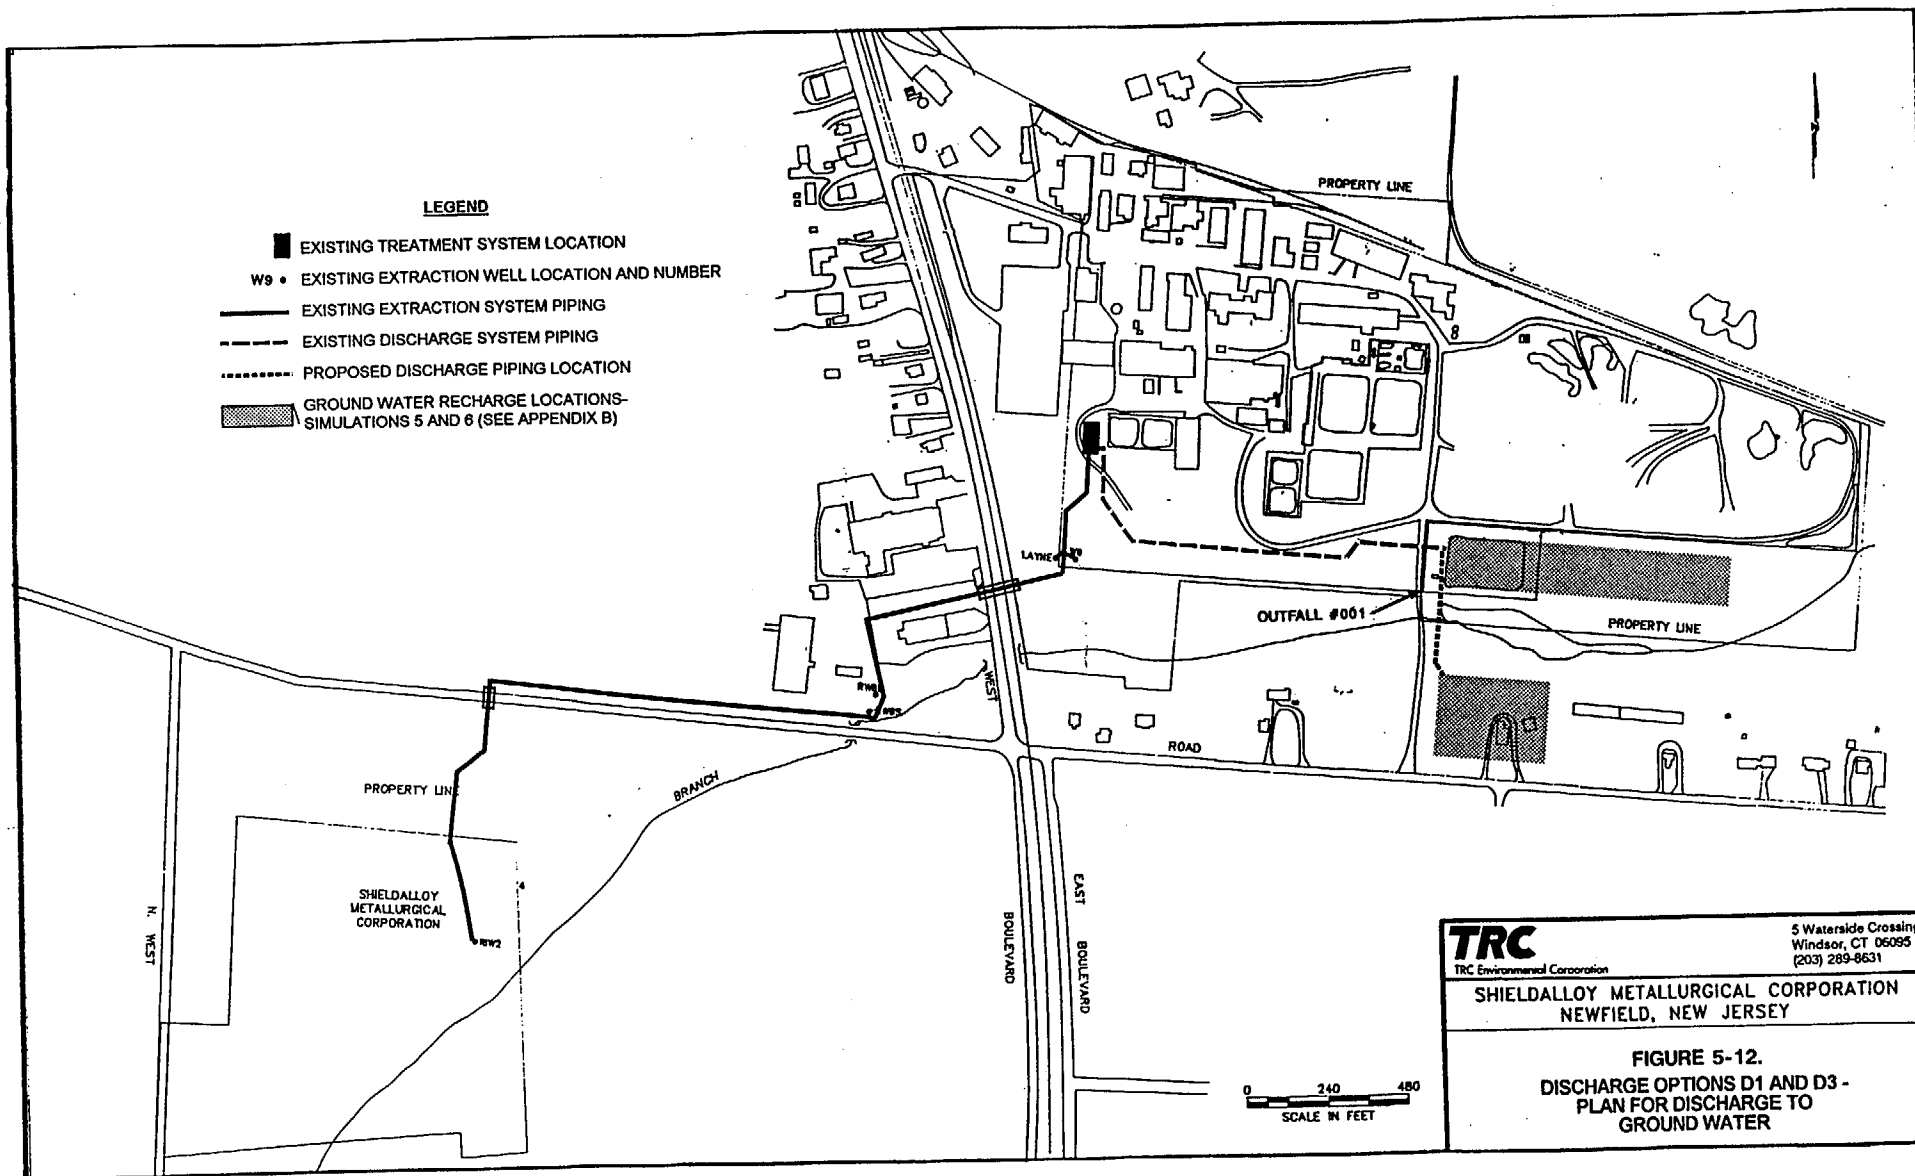 LEGEND
EXISTING TREATMENT SYSTEM LOCATION
W9 • EXISTING EXTRACTION WELL LOCATION AND NUMBER
EXISTING EXTRACTION SYSTEM PIPING
EXISTING DISCHARGE SYSTEM PIPING
PROPOSED DISCHARGE PIPING LOCATION
GROUND WATER RECHARGE LOCATIONS-
SIMULATIONS 5 AND 6 (SEE APPENDIX B)
PROPERTY LINE
LAYNE
W9
OUTFALL #001
PROPERTY LINE
WEST
ROAD
PROPERTY LIN
BRANCH
SHIELDALLOY
METALLURGICAL
CORPORATION
RIW2
N. WEST
BOULEVARD
EAST BOULEVARD
0 240 480
SCALE IN FEET
TRC
TRC Environmental Corporation
5 Waterside Crossing
Windsor, CT 06095
(203) 289-8631
SHIELDALLOY METALLURGICAL CORPORATION
NEWFIELD, NEW JERSEY
FIGURE 5-12.
DISCHARGE OPTIONS D1 AND D3 -
PLAN FOR DISCHARGE TO
GROUND WATER